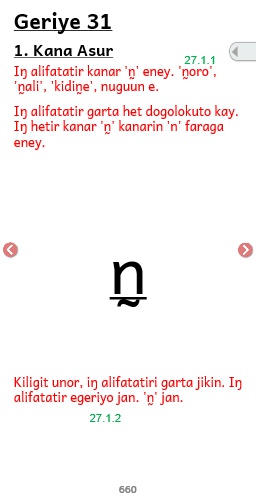 Geriye 31
1. Kana Asur
27.1.1
Iŋ alifatatir kanar 'n̰' eney. 'n̰oro',
'n̰ali', 'kidin̰e', nuguun e.
Iŋ alifatatir garta het dogolokuto kay.
Iŋ hetir kanar 'n̰' kanarin 'n' faraga
eney.
n̰
Kiligit unor, iŋ alifatatiri garta jikin. Iŋ
alifatatir egeriyo jan. 'n̰' jan.
27.1.2
660